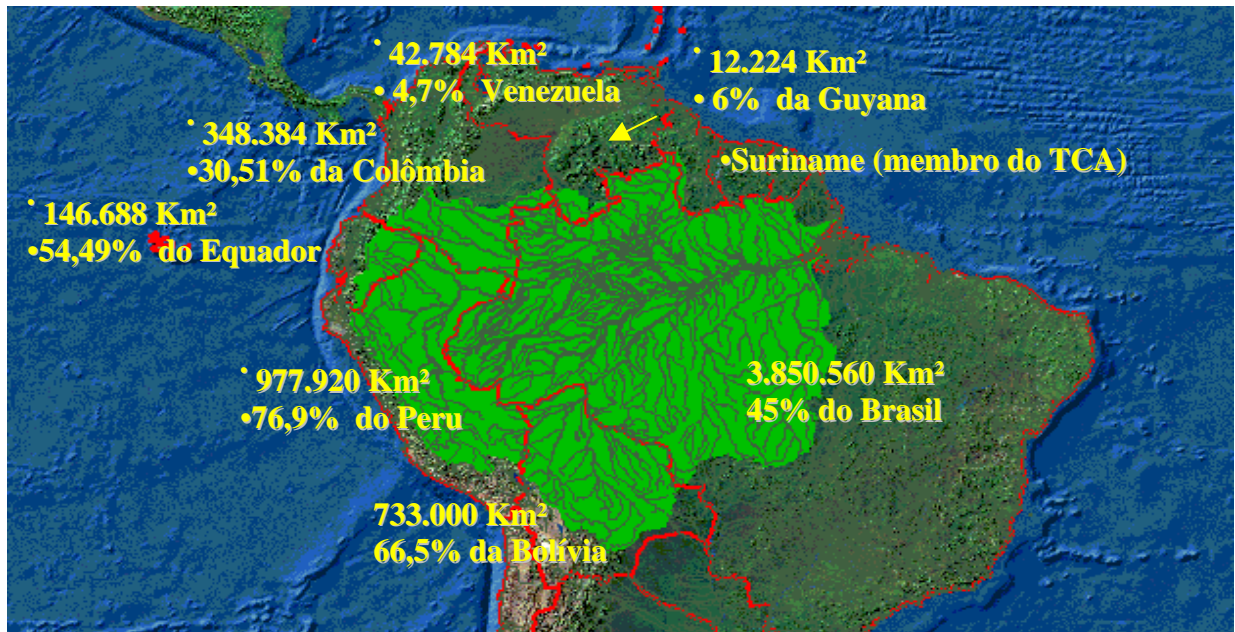 • 42.784 Km²
• 4,7%  Venezuela
• 12.224 Km²
• 6%  da Guyana
• 348.384 Km²
•30,51% da Colômbia
•Suriname (membro do TCA)
• 146.688 Km²
•54,49%  do Equador
• 977.920 Km²
•76,9%  do Peru
3.850.560 Km²
45% do Brasil
733.000 Km²
66,5% da Bolívia